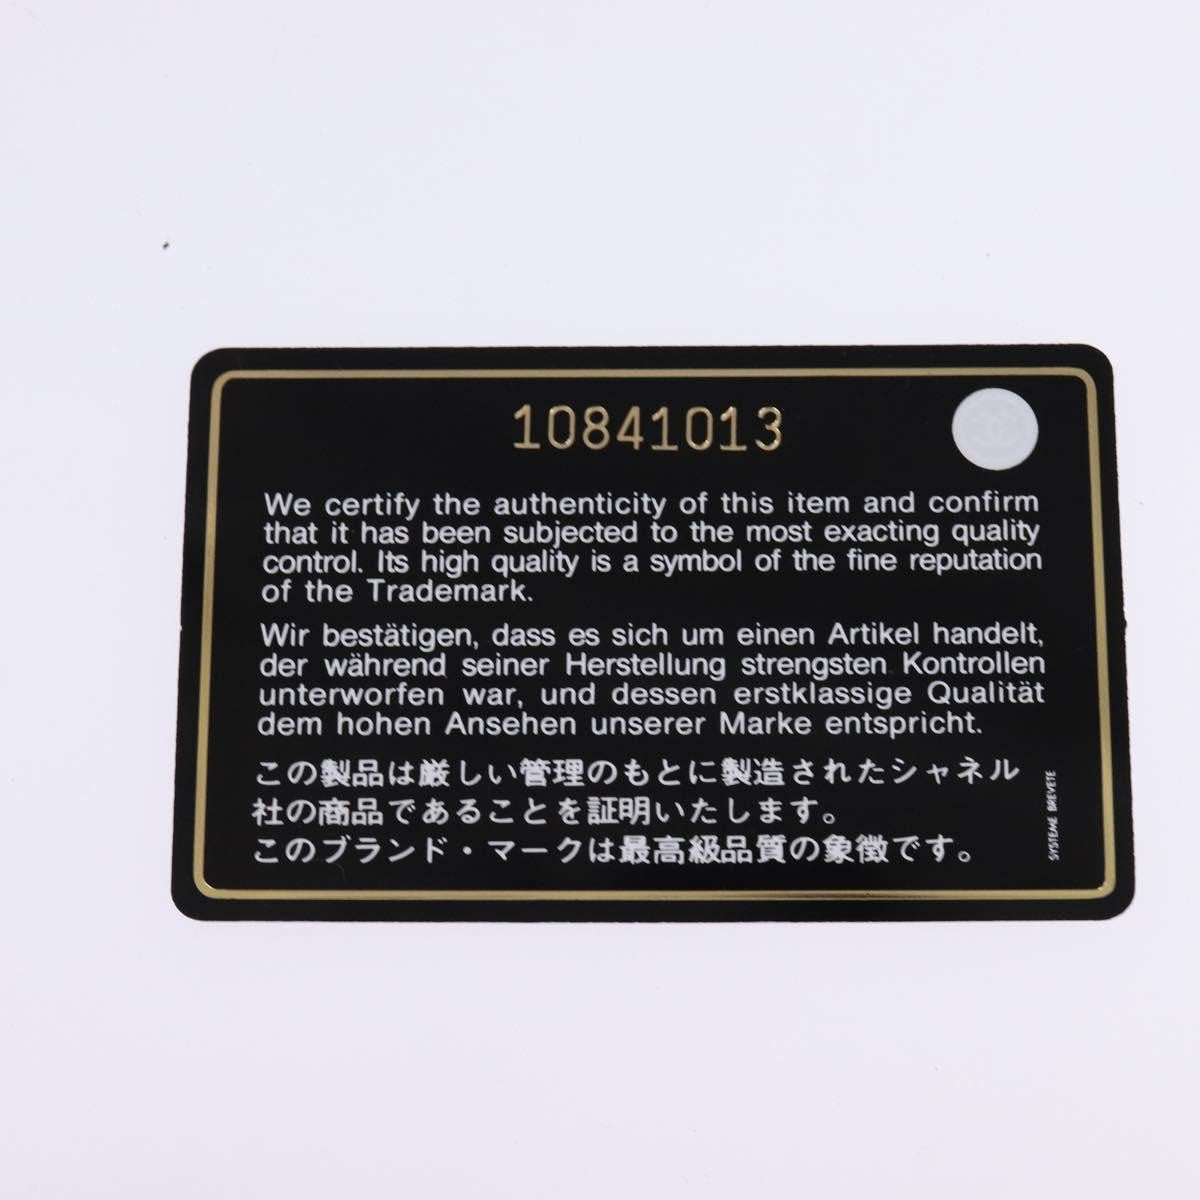 10841013
We certify the authenticity of this item and confirm
that it has been subjected to the most exacting quality
control. Its high quality is a symbol of the fine reputation
of the Trademark.
Wir bestätigen, dass es sich um einen Artikel handelt,
der während seiner Herstellung strengsten Kontrollen
unterworfen war, und dessen erstklassige Qualität
dem hohen Ansehen unserer Marke entspricht.
この製品は厳しい管理のもとに製造されたシャネル
社の商品であることを証明いたします。
このブランド・マークは最高級品質の象徴です。
SYSTEME BREVETE